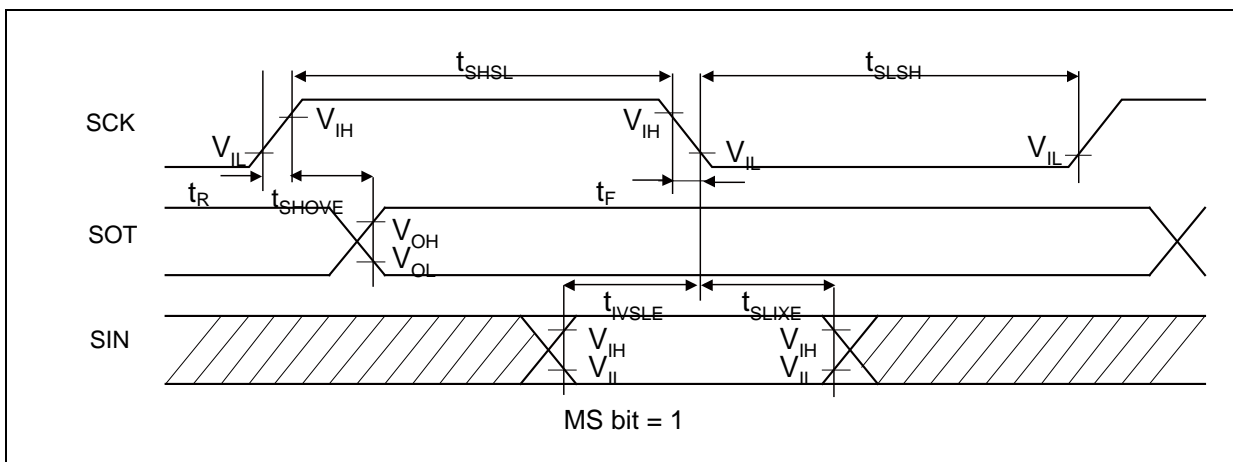 tSHSL
tSLSH
SCK
VIH
VIH
VIL
VIL
VIL
tR
tSHOVE
tF
SOT
VOH
VOL
tIVSLE
tSLIXE
SIN
VIH
VIH
VIL
VIL
MS bit = 1